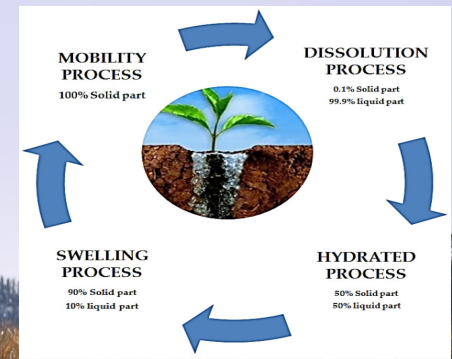 MOBILITY
PROCESS
100% Solid part
DISSOLUTION
PROCESS
0.1% Solid part
99.9% liquid part
SWELLING
PROCESS
90% Solid part
10% liquid part
HYDRATED
PROCESS
50% Solid part
50% liquid part